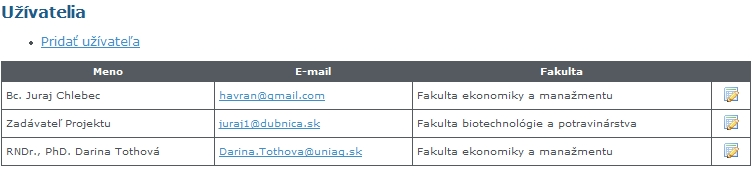 Užívatelia
Pridať užívateľa
Meno E-mail Fakulta
Bc. Juraj Chlebec havran@gmail.com Fakulta ekonomiky a manažmentu
Zadávateľ Projektu juraj1@dubnica.sk Fakulta biotechnológie a potravinárstva
RNDr., PhD. Darina Tothová Darina.Tothova@uniag.sk Fakulta ekonomiky a manažmentu